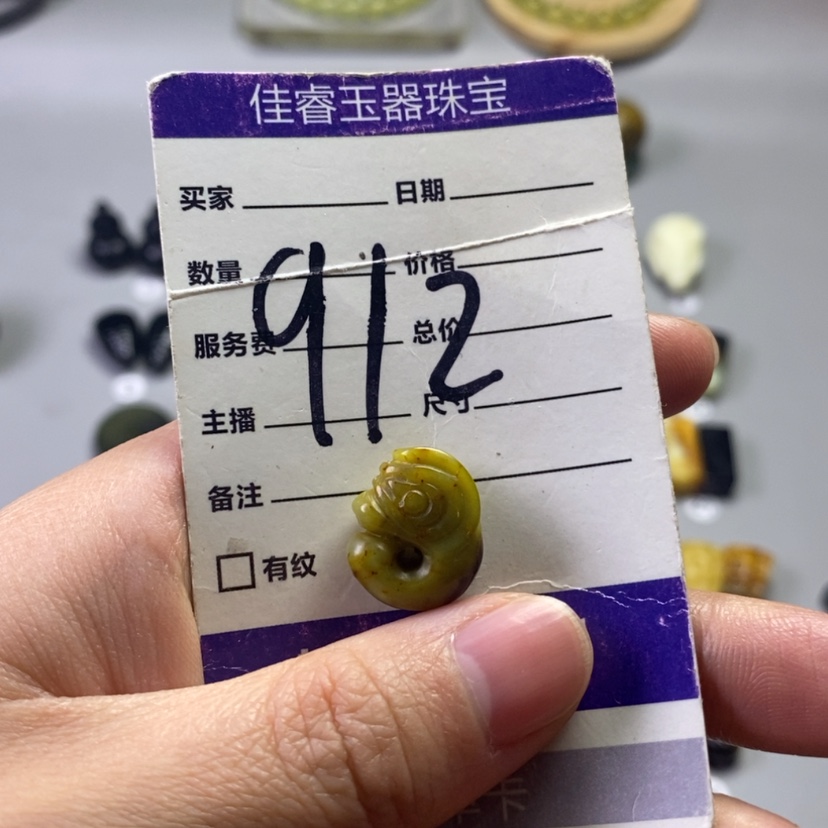 佳睿玉器珠宝
买家 日期
数量 价格
912
服务费 总价
主播 尺寸
备注
有纹